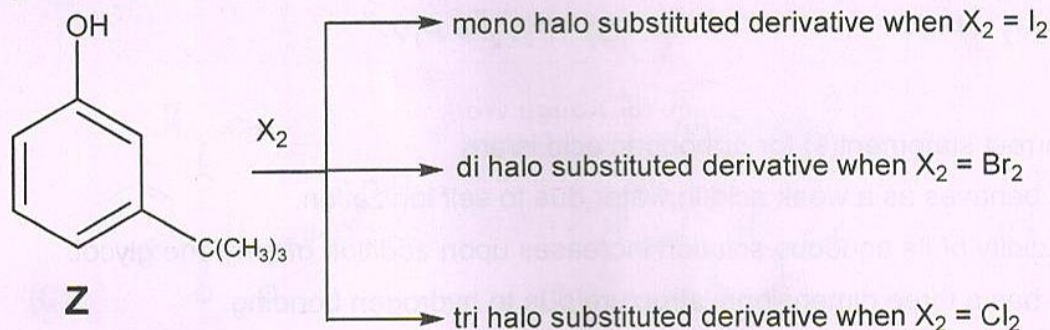 OH
mono halo substituted derivative when X₂ = I₂
X₂
di halo substituted derivative when X₂ = Br₂
C(CH₃)₃
Z
tri halo substituted derivative when X₂ = Cl₂